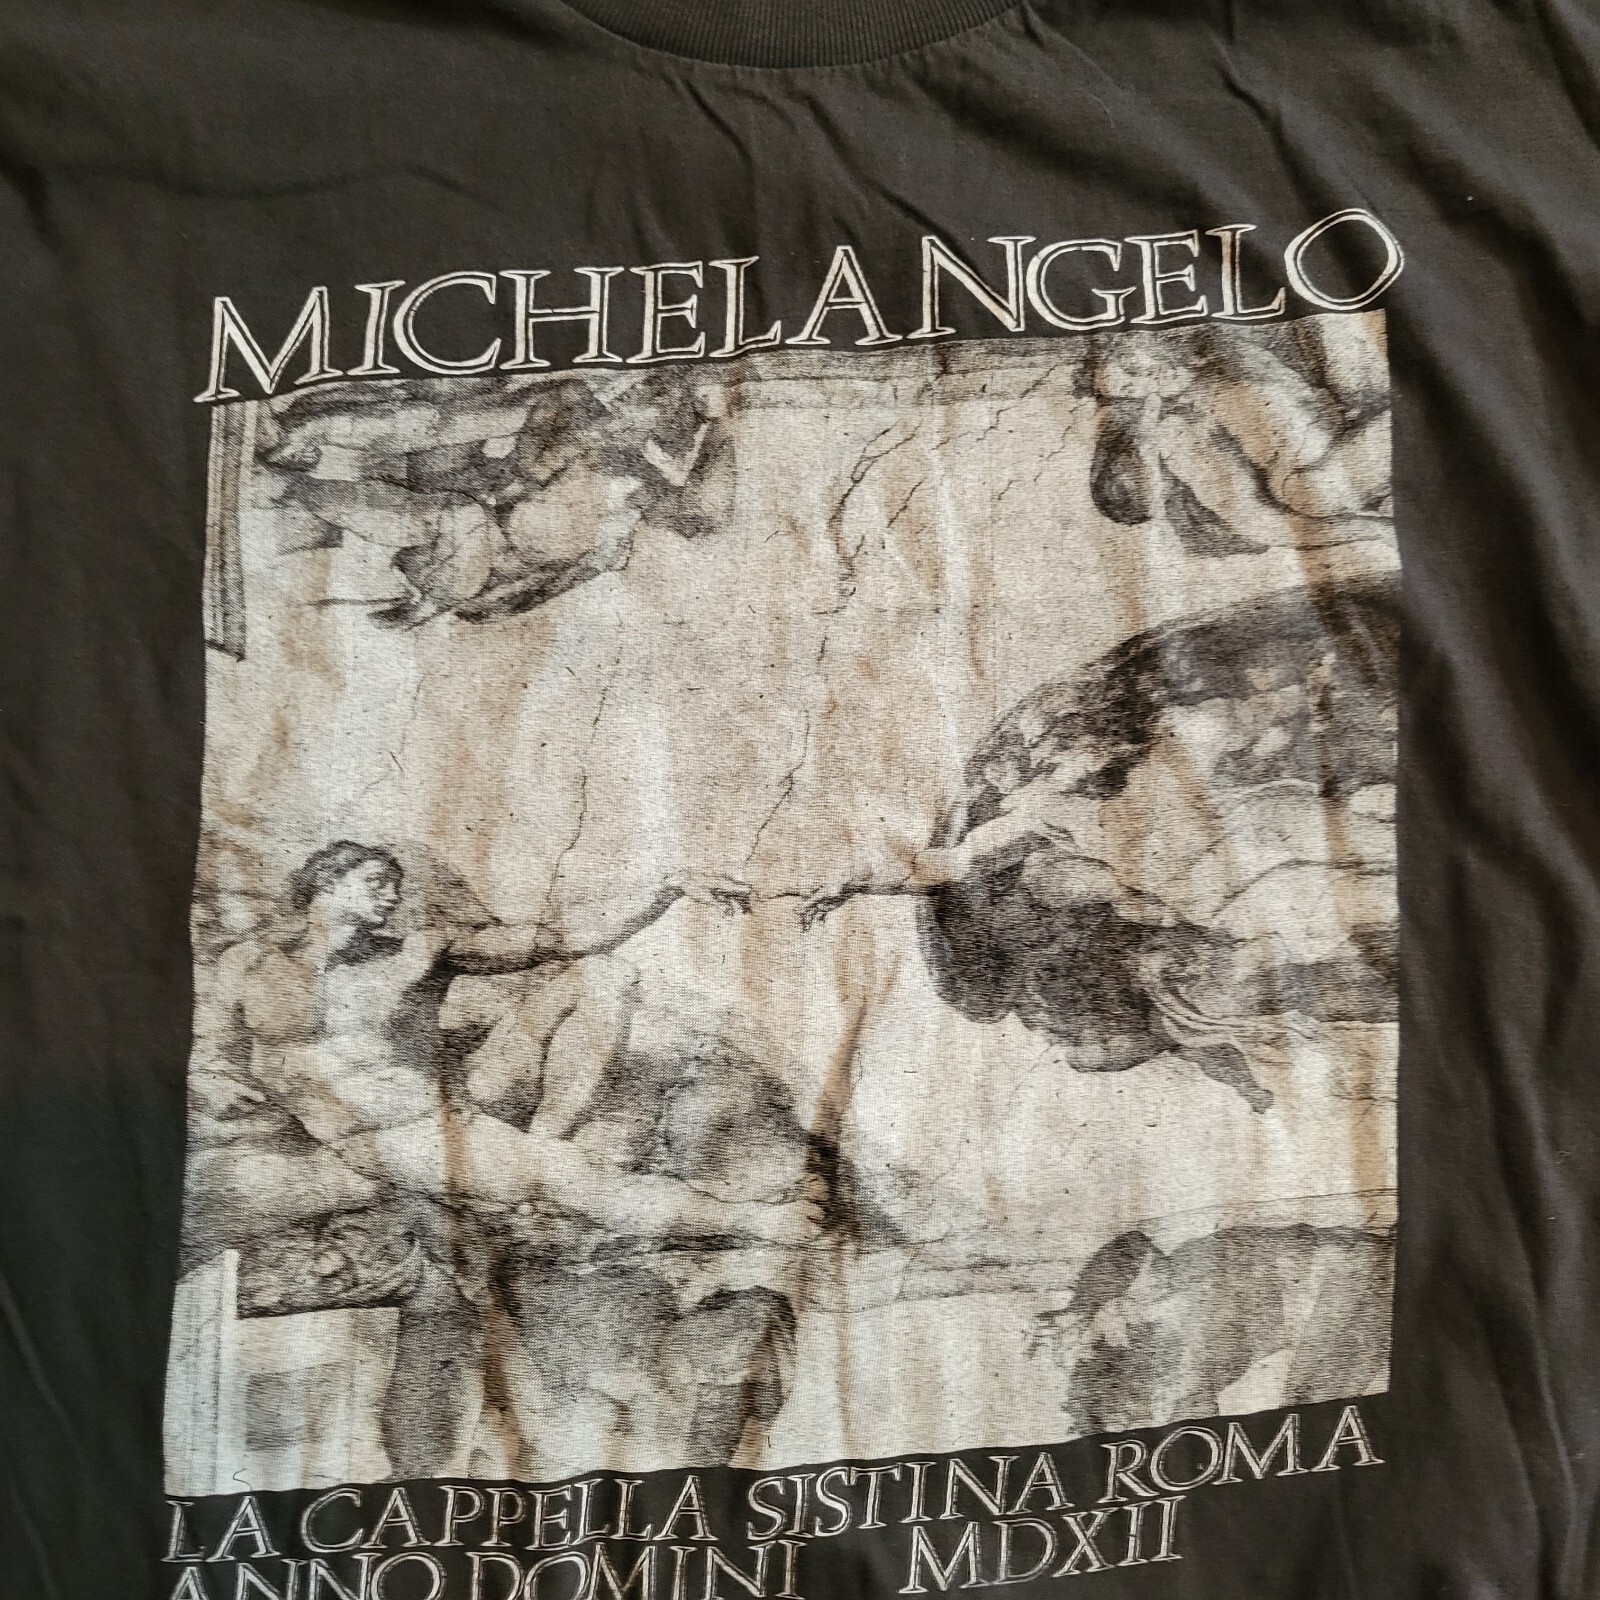 MICHELANGELO
LA CAPPELLA SISTINA ROMA
ANNO DOMINI MDXII